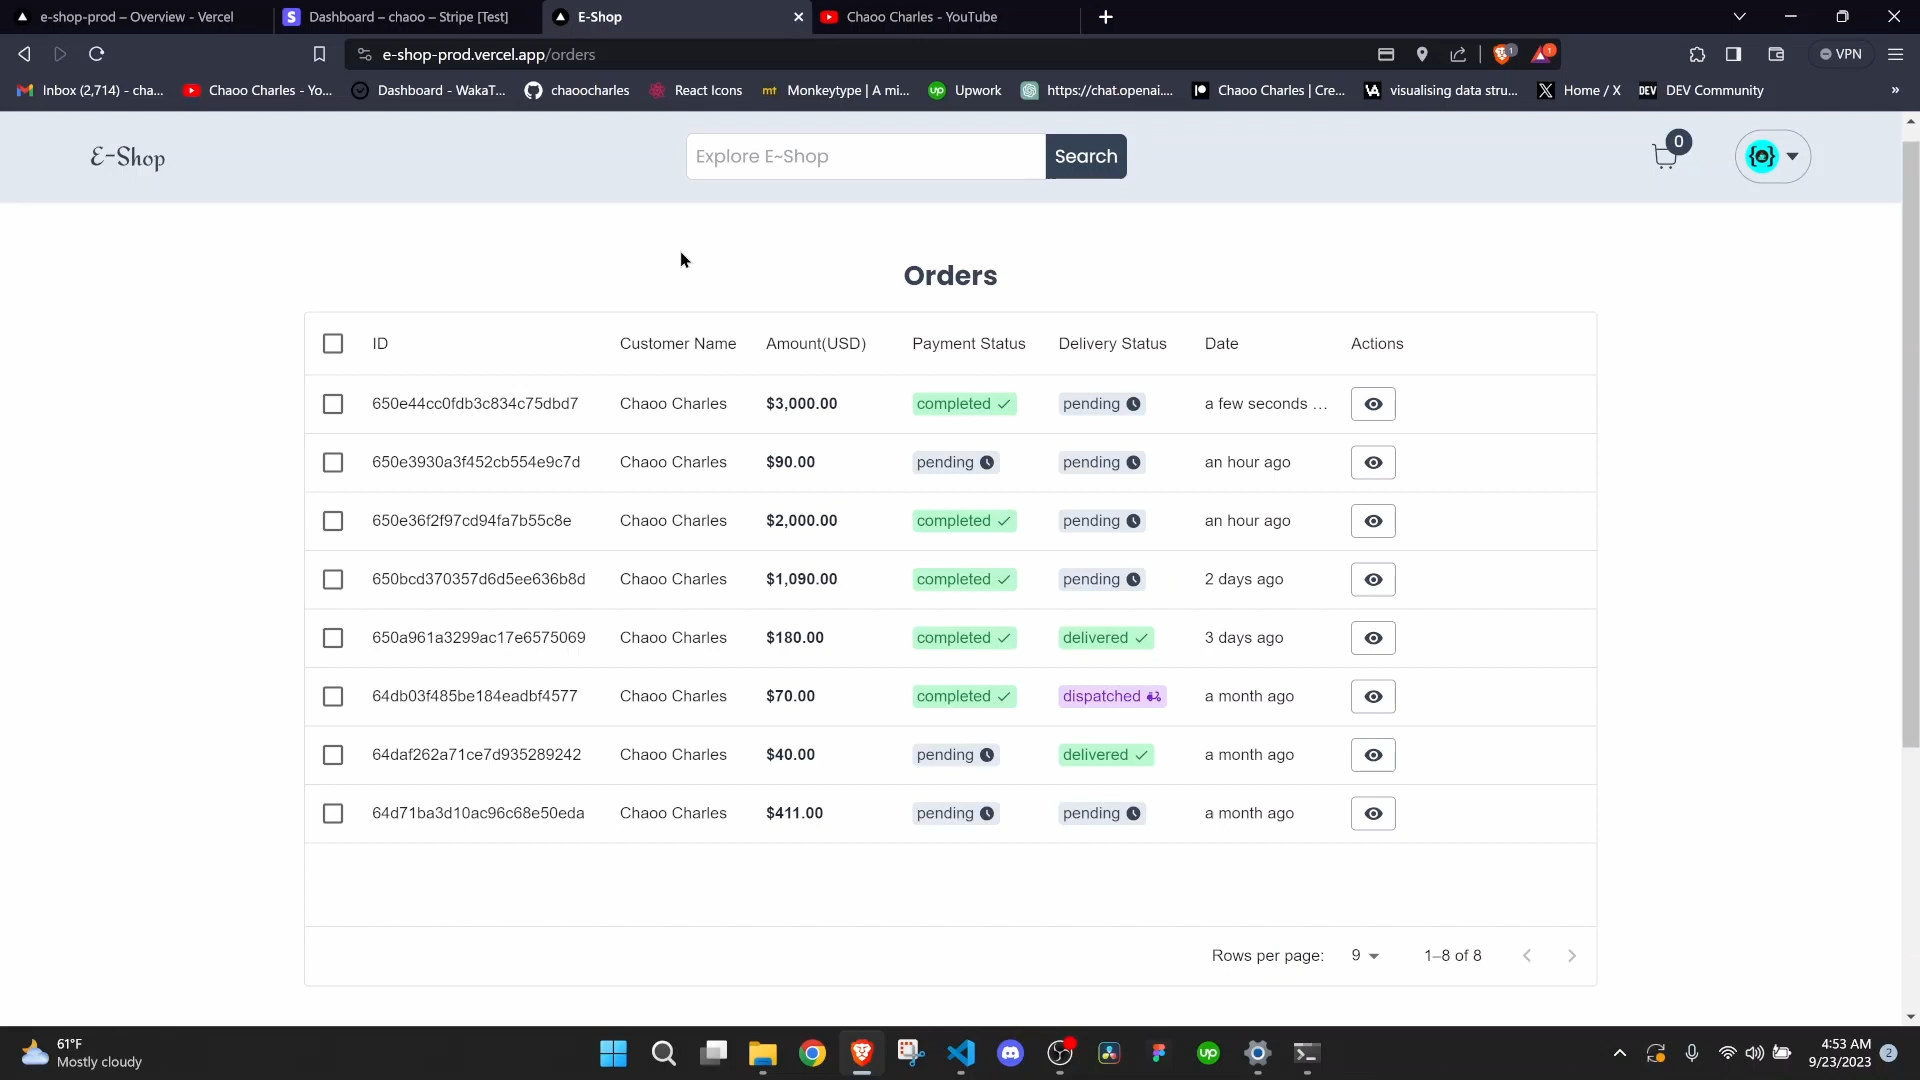 e-shop-prod – Overview - Vercel
Dashboard – chaoo – Stripe [Test]
E-Shop
Chaoo Charles - YouTube
e-shop-prod.vercel.app/orders
1
1
VPN
Inbox (2,714) - cha...
Chaoo Charles - Yo...
Dashboard - WakaT...
chaoocharles
React Icons
mt Monkeytype | A mi...
up Upwork
https://chat.openai....
Chaoo Charles | Cre...
VA visualising data stru...
Home / X
DEV DEV Community
»
E~Shop
Explore E~Shop
Search
0
Orders
ID Customer Name Amount(USD) Payment Status Delivery Status Date Actions
650e44cc0fdb3c834c75dbd7 Chaoo Charles $3,000.00 completed pending a few seconds ...
650e3930a3f452cb554e9c7d Chaoo Charles $90.00 pending pending an hour ago
650e36f2f97cd94fa7b55c8e Chaoo Charles $2,000.00 completed pending an hour ago
650bcd370357d6d5ee636b8d Chaoo Charles $1,090.00 completed pending 2 days ago
650a961a3299ac17e6575069 Chaoo Charles $180.00 completed delivered 3 days ago
64db03f485be184eadbf4577 Chaoo Charles $70.00 completed dispatched a month ago
64daf262a71ce7d935289242 Chaoo Charles $40.00 pending delivered a month ago
64d71ba3d10ac96c68e50eda Chaoo Charles $411.00 pending pending a month ago
Rows per page: 9 1–8 of 8
61°F
Mostly cloudy
up
4:53 AM
9/23/2023
2